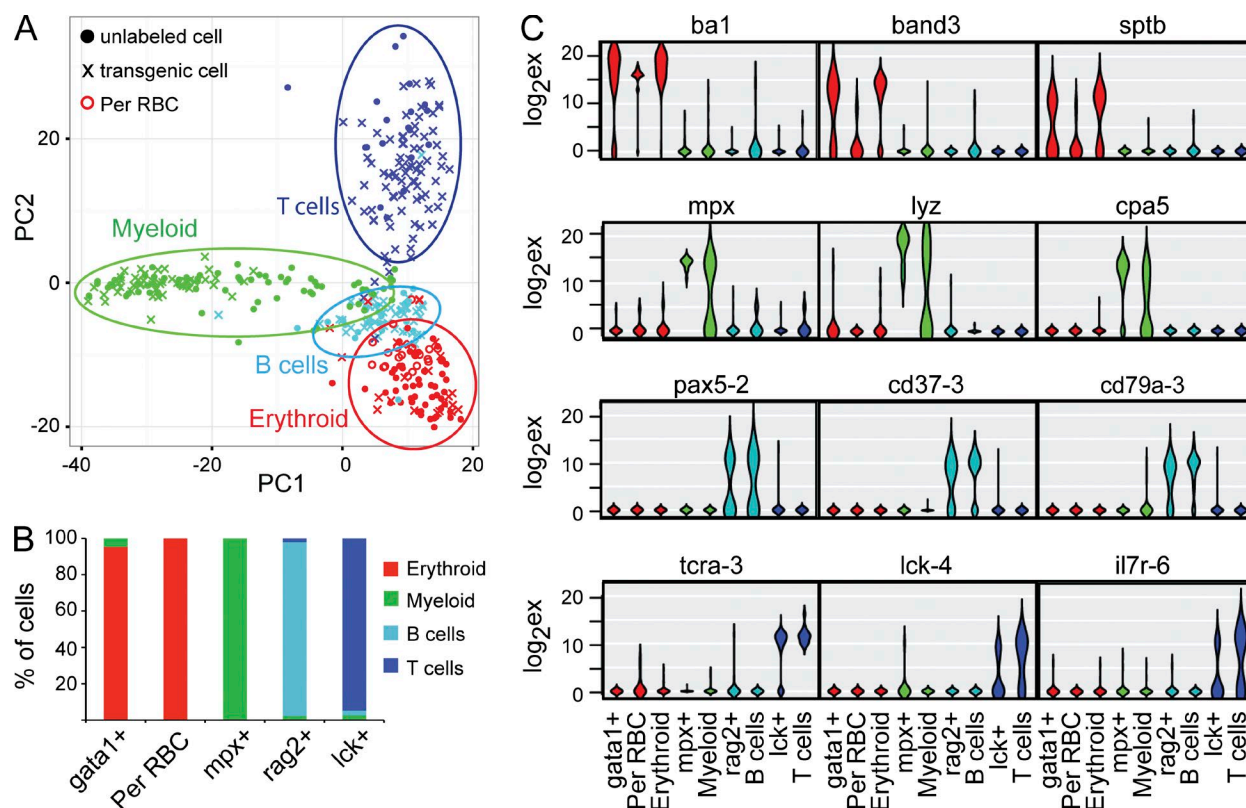 A
unlabeled cell
transgenic cell
Per RBC
T cells
Myeloid
B cells
Erythroid
PC2
20
0
-20
-40
-20
0
20
PC1
B
% of cells
100
80
60
40
20
Erythroid
Myeloid
B cells
T cells
gata1+
Per RBC
mpx+
rag2+
lck+
C
ba1 band3 sptb
log2ex
20
10
0
mpx lyz cpa5
log2ex
20
10
0
pax5-2 cd37-3 cd79a-3
log2ex
20
10
0
tcra-3 lck-4 il7r-6
log2ex
20
10
0
gata1+ Per RBC Erythroid mpx+ Myeloid rag2+ B cells lck+ T cells
gata1+ Per RBC Erythroid mpx+ Myeloid rag2+ B cells lck+ T cells
gata1+ Per RBC Erythroid mpx+ Myeloid rag2+ B cells lck+ T cells